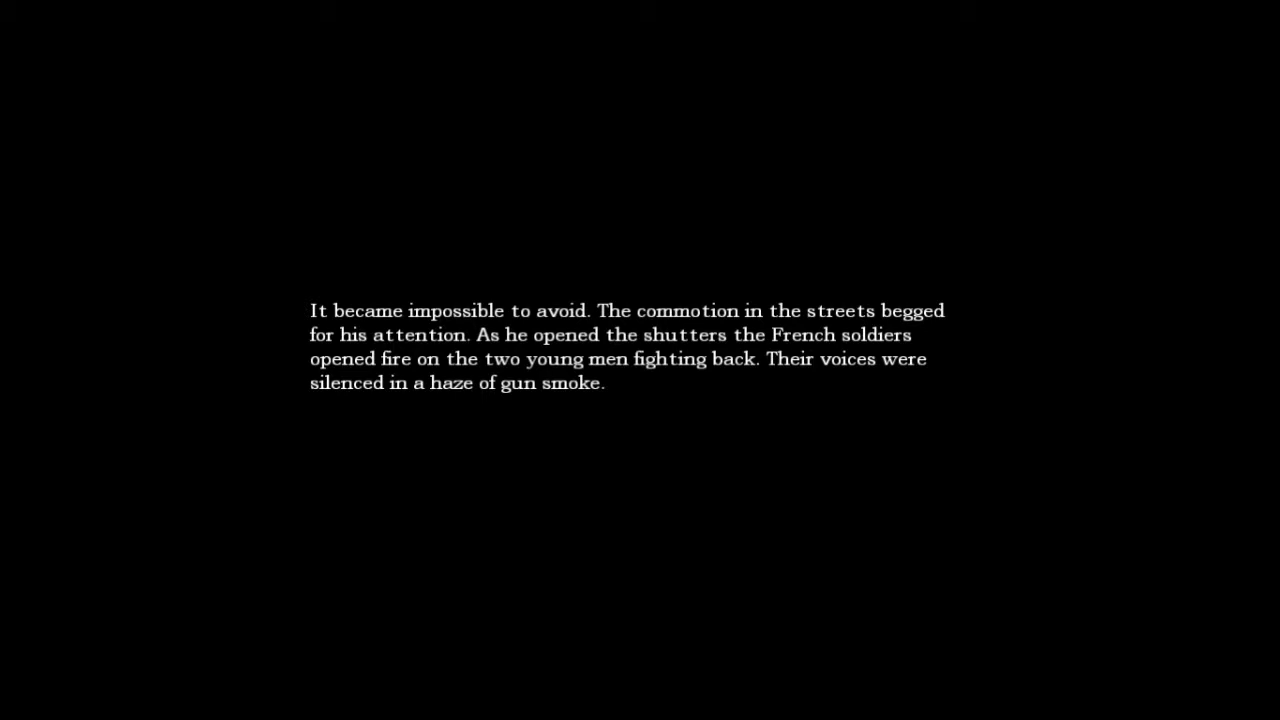 It became impossible to avoid. The commotion in the streets begged
for his attention. As he opened the shutters the French soldiers
opened fire on the two young men fighting back. Their voices were
silenced in a haze of gun smoke.